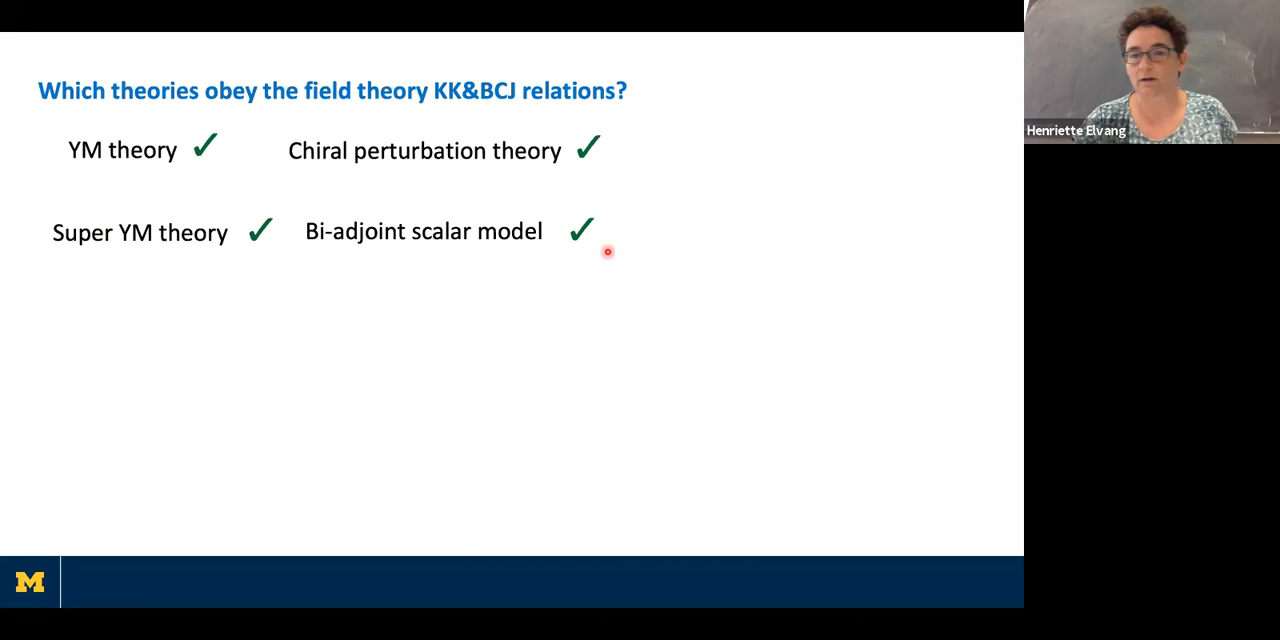 Which theories obey the field theory KK&BCJ relations?
YM theory ✓ Chiral perturbation theory ✓
Super YM theory ✓ Bi-adjoint scalar model ✓
Henriette Elvang
M